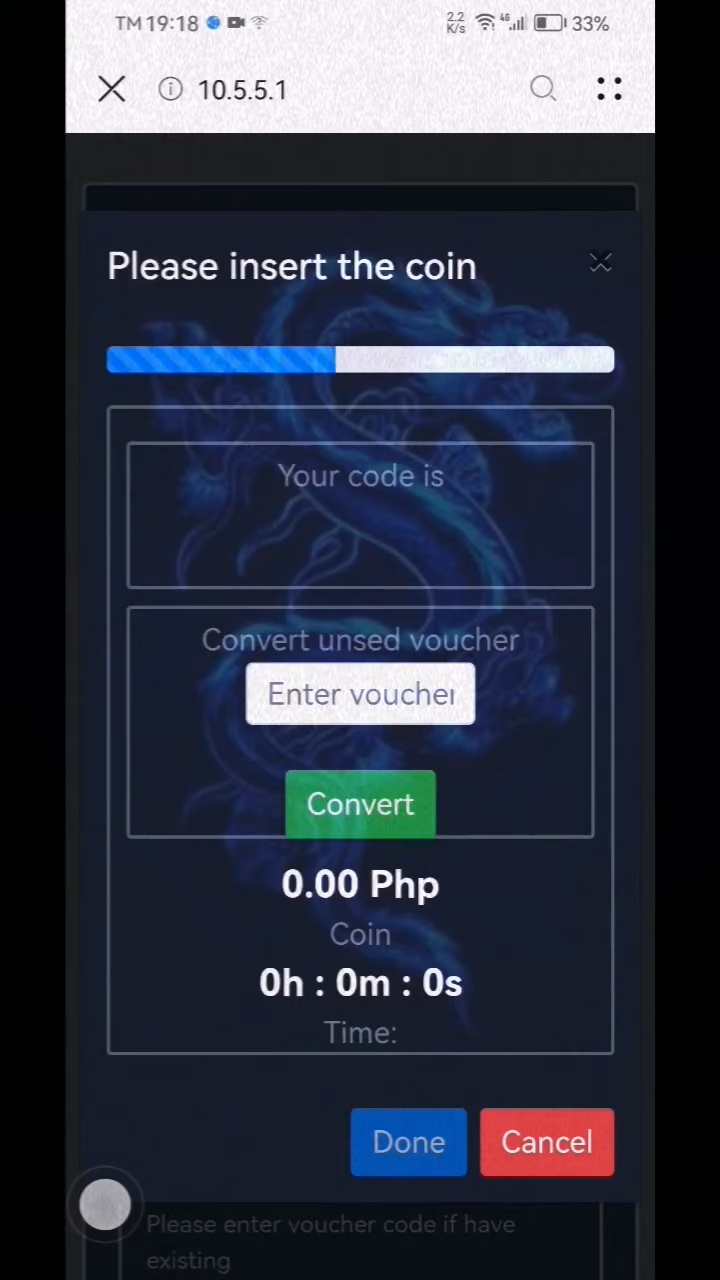 TM 19:18 2.2 K/s 4G 33%
10.5.5.1
Please insert the coin
Your code is
Convert unsed voucher
Enter voucher
Convert
0.00 Php
Coin
0h : 0m : 0s
Time:
Done Cancel
Please enter voucher code if have
existing